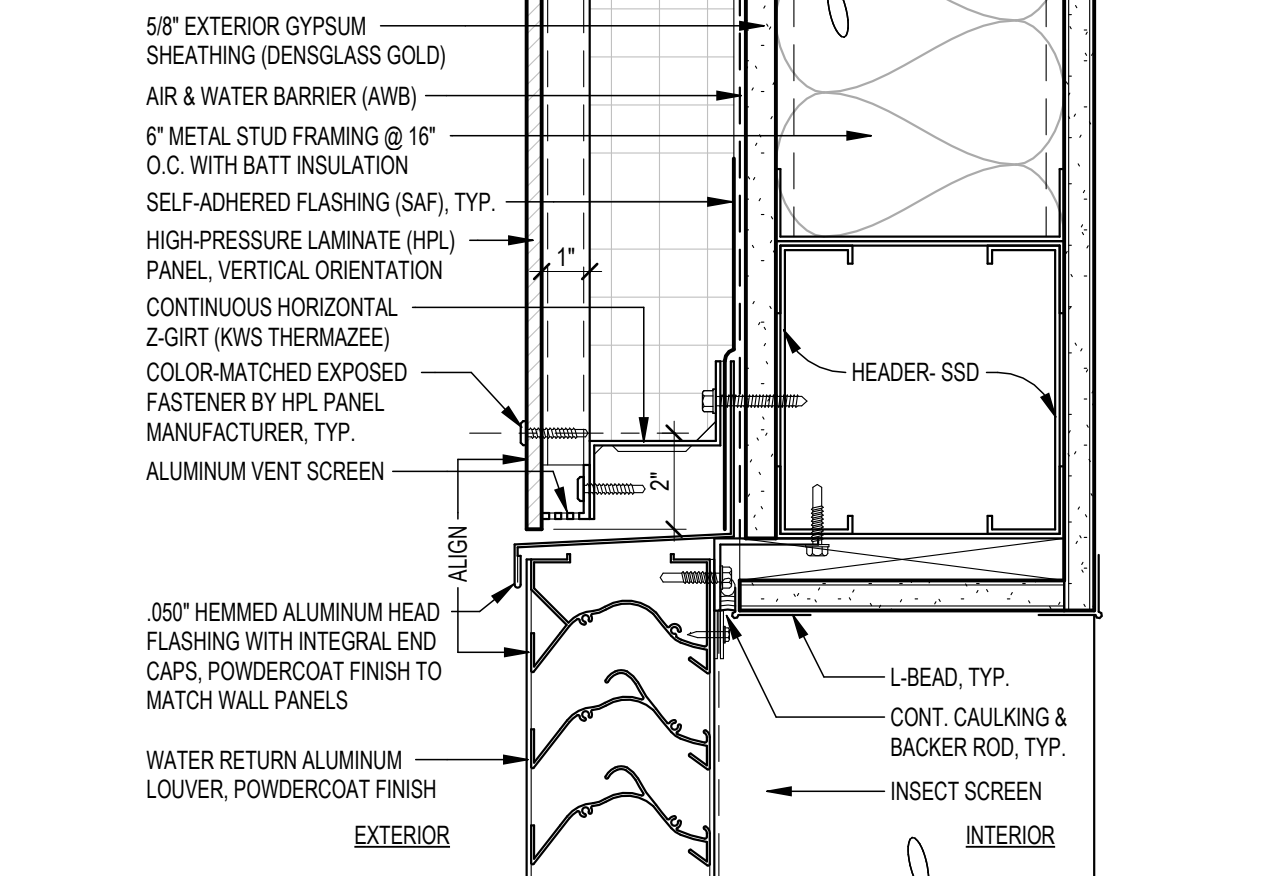 5/8" EXTERIOR GYPSUM
SHEATHING (DENSGLASS GOLD)
AIR & WATER BARRIER (AWB)
6" METAL STUD FRAMING @ 16"
O.C. WITH BATT INSULATION
SELF-ADHERED FLASHING (SAF), TYP.
HIGH-PRESSURE LAMINATE (HPL)
PANEL, VERTICAL ORIENTATION
1"
CONTINUOUS HORIZONTAL
Z-GIRT (KWS THERMAZEE)
COLOR-MATCHED EXPOSED
FASTENER BY HPL PANEL
MANUFACTURER, TYP.
HEADER- SSD
ALUMINUM VENT SCREEN
2"
ALIGN
.050" HEMMED ALUMINUM HEAD
FLASHING WITH INTEGRAL END
CAPS, POWDERCOAT FINISH TO
MATCH WALL PANELS
L-BEAD, TYP.
CONT. CAULKING &
BACKER ROD, TYP.
WATER RETURN ALUMINUM
LOUVER, POWDERCOAT FINISH
INSECT SCREEN
EXTERIOR
INTERIOR